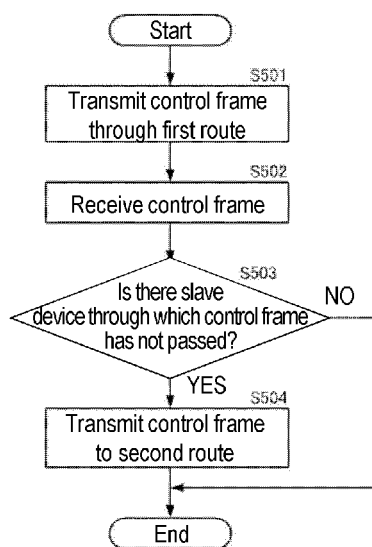 Start
S501
Transmit control frame
through first route
S502
Receive control frame
S503
Is there slave
device through which control frame
has not passed?
NO
YES
S504
Transmit control frame
to second route
End